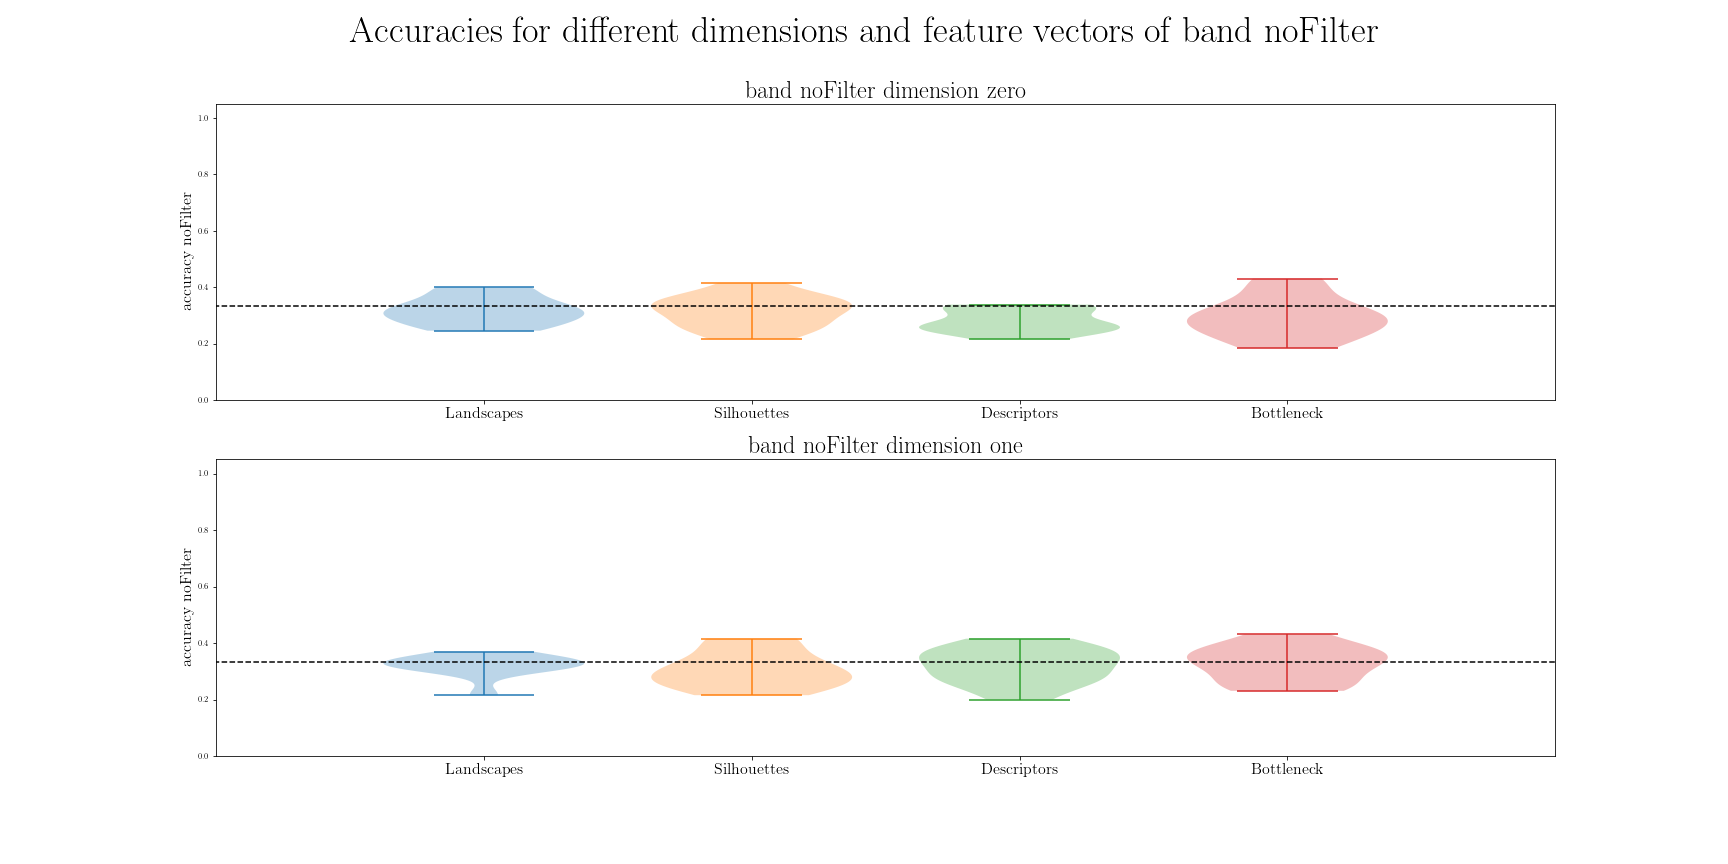 Accuracies for different dimensions and feature vectors of band noFilter
band noFilter dimension zero
accuracy noFilter
1.0
0.8
0.6
0.4
0.2
0.0
Landscapes Silhouettes Descriptors Bottleneck
band noFilter dimension one
accuracy noFilter
1.0
0.8
0.6
0.4
0.2
0.0
Landscapes Silhouettes Descriptors Bottleneck